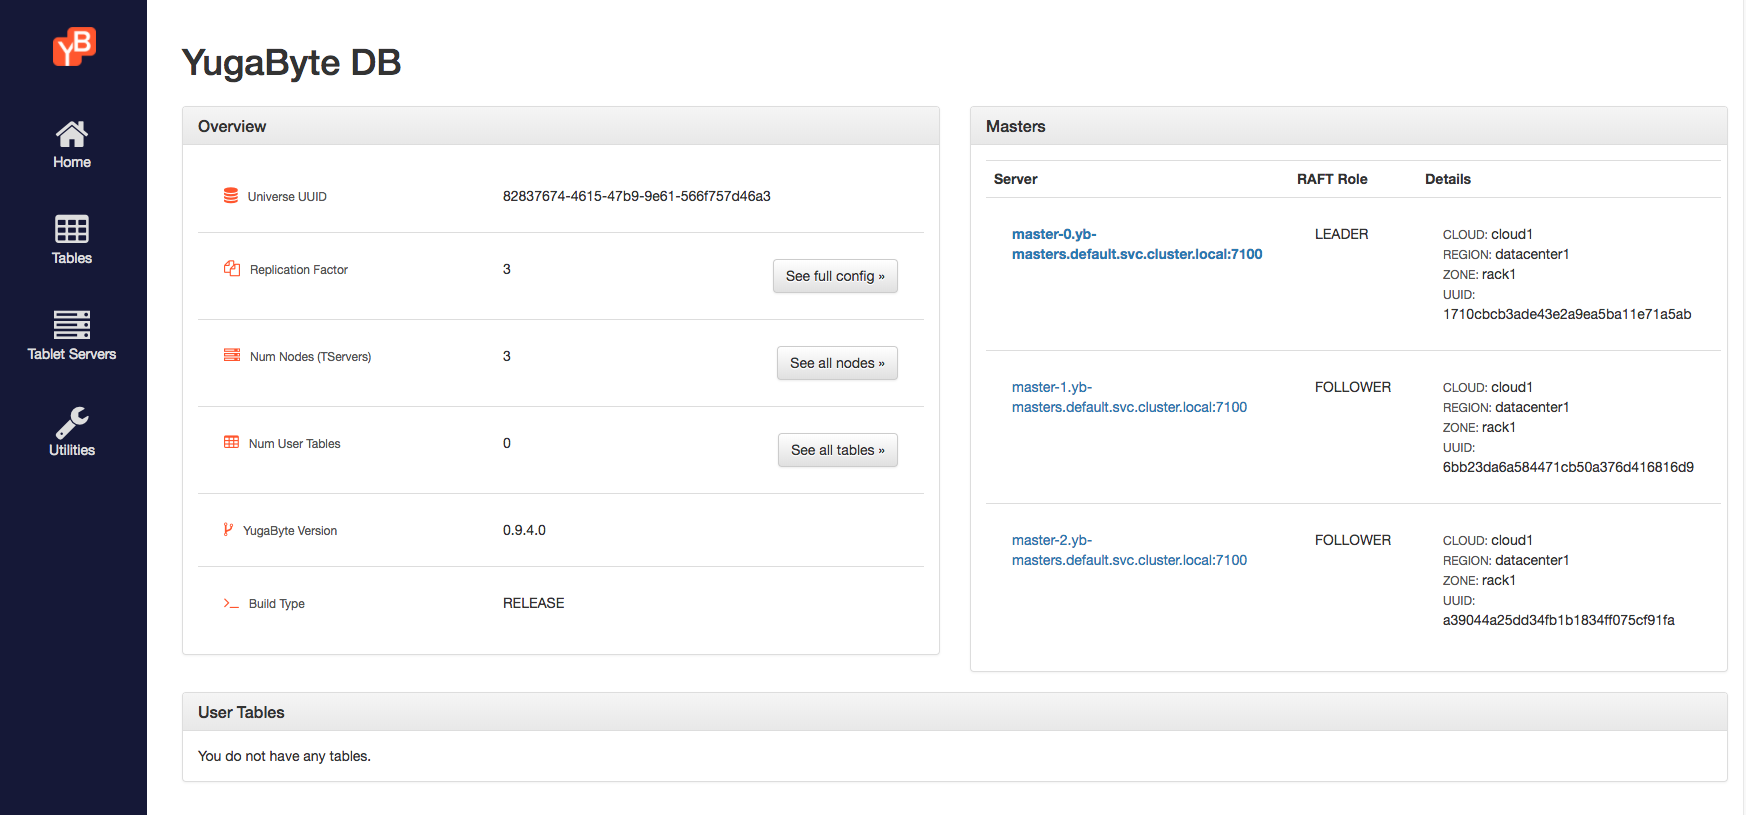 YB
Home
Tables
Tablet Servers
Utilities
YugaByte DB
Overview
Universe UUID 82837674-4615-47b9-9e61-566f757d46a3
Replication Factor 3 See full config »
Num Nodes (TServers) 3 See all nodes »
Num User Tables 0 See all tables »
YugaByte Version 0.9.4.0
Build Type RELEASE
Masters
Server RAFT Role Details
master-0.yb- LEADER CLOUD: cloud1
masters.default.svc.cluster.local:7100 REGION: datacenter1
ZONE: rack1
UUID:
1710cbcb3ade43e2a9ea5ba11e71a5ab
master-1.yb- FOLLOWER CLOUD: cloud1
masters.default.svc.cluster.local:7100 REGION: datacenter1
ZONE: rack1
UUID:
6bb23da6a584471cb50a376d416816d9
master-2.yb- FOLLOWER CLOUD: cloud1
masters.default.svc.cluster.local:7100 REGION: datacenter1
ZONE: rack1
UUID:
a39044a25dd34fb1b1834ff075cf91fa
User Tables
You do not have any tables.